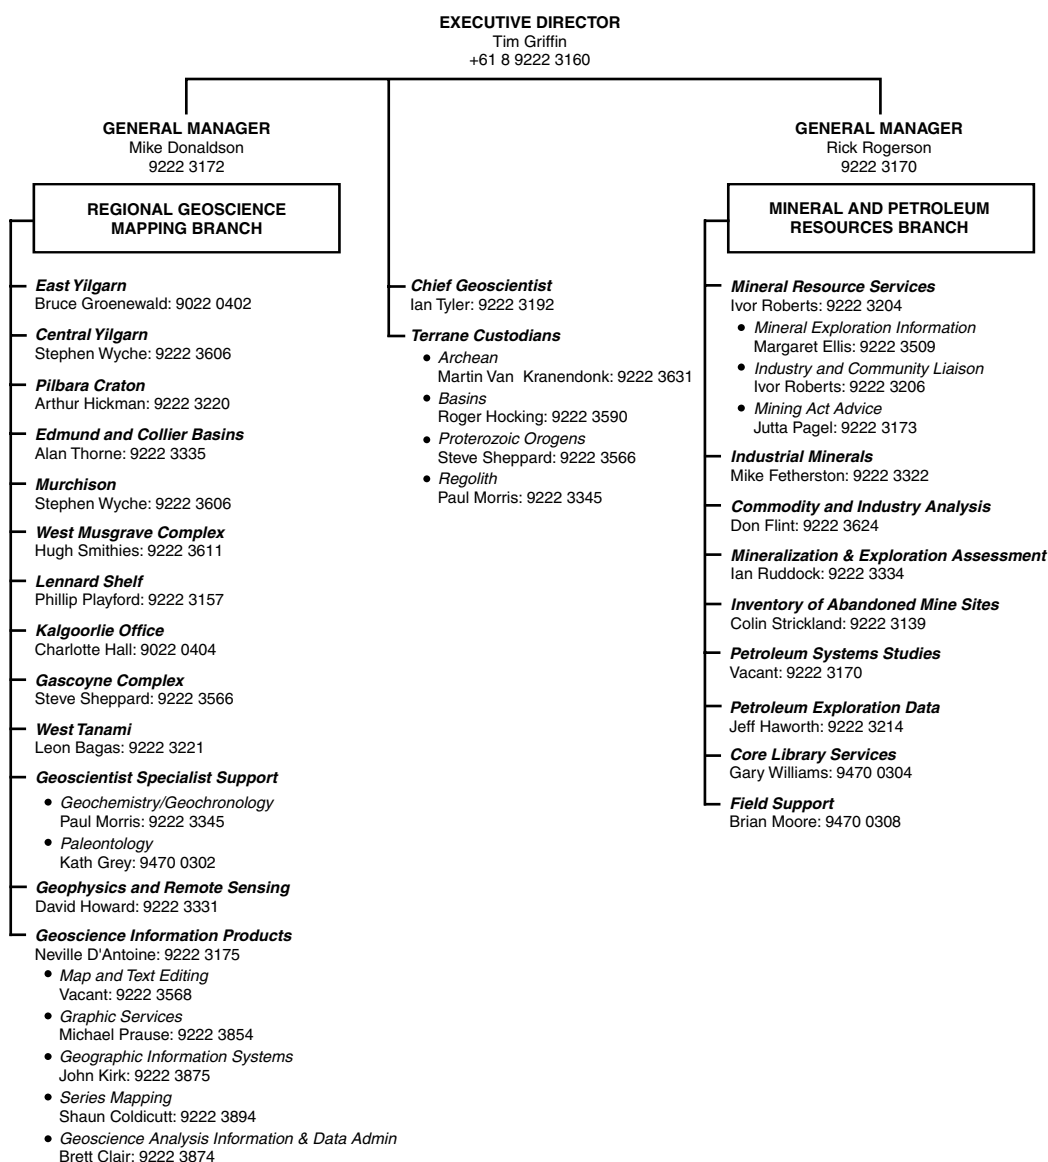 EXECUTIVE DIRECTOR
Tim Griffin
+61 8 9222 3160
GENERAL MANAGER
Mike Donaldson
9222 3172
REGIONAL GEOSCIENCE
MAPPING BRANCH
East Yilgarn
Bruce Groenewald: 9022 0402
Central Yilgarn
Stephen Wyche: 9222 3606
Pilbara Craton
Arthur Hickman: 9222 3220
Edmund and Collier Basins
Alan Thorne: 9222 3335
Murchison
Stephen Wyche: 9222 3606
West Musgrave Complex
Hugh Smithies: 9222 3611
Lennard Shelf
Phillip Playford: 9222 3157
Kalgoorlie Office
Charlotte Hall: 9022 0404
Gascoyne Complex
Steve Sheppard: 9222 3566
West Tanami
Leon Bagas: 9222 3221
Geoscientist Specialist Support
• Geochemistry/Geochronology
Paul Morris: 9222 3345
• Paleontology
Kath Grey: 9470 0302
Geophysics and Remote Sensing
David Howard: 9222 3331
Geoscience Information Products
Neville D'Antoine: 9222 3175
• Map and Text Editing
Vacant: 9222 3568
• Graphic Services
Michael Prause: 9222 3854
• Geographic Information Systems
John Kirk: 9222 3875
• Series Mapping
Shaun Coldicutt: 9222 3894
• Geoscience Analysis Information & Data Admin
Brett Clair: 9222 3874
Chief Geoscientist
Ian Tyler: 9222 3192
Terrane Custodians
• Archean
Martin Van Kranendonk: 9222 3631
• Basins
Roger Hocking: 9222 3590
• Proterozoic Orogens
Steve Sheppard: 9222 3566
• Regolith
Paul Morris: 9222 3345
GENERAL MANAGER
Rick Rogerson
9222 3170
MINERAL AND PETROLEUM
RESOURCES BRANCH
Mineral Resource Services
Ivor Roberts: 9222 3204
• Mineral Exploration Information
Margaret Ellis: 9222 3509
• Industry and Community Liaison
Ivor Roberts: 9222 3206
• Mining Act Advice
Jutta Pagel: 9222 3173
Industrial Minerals
Mike Fetherston: 9222 3322
Commodity and Industry Analysis
Don Flint: 9222 3624
Mineralization & Exploration Assessment
Ian Ruddock: 9222 3334
Inventory of Abandoned Mine Sites
Colin Strickland: 9222 3139
Petroleum Systems Studies
Vacant: 9222 3170
Petroleum Exploration Data
Jeff Haworth: 9222 3214
Core Library Services
Gary Williams: 9470 0304
Field Support
Brian Moore: 9470 0308